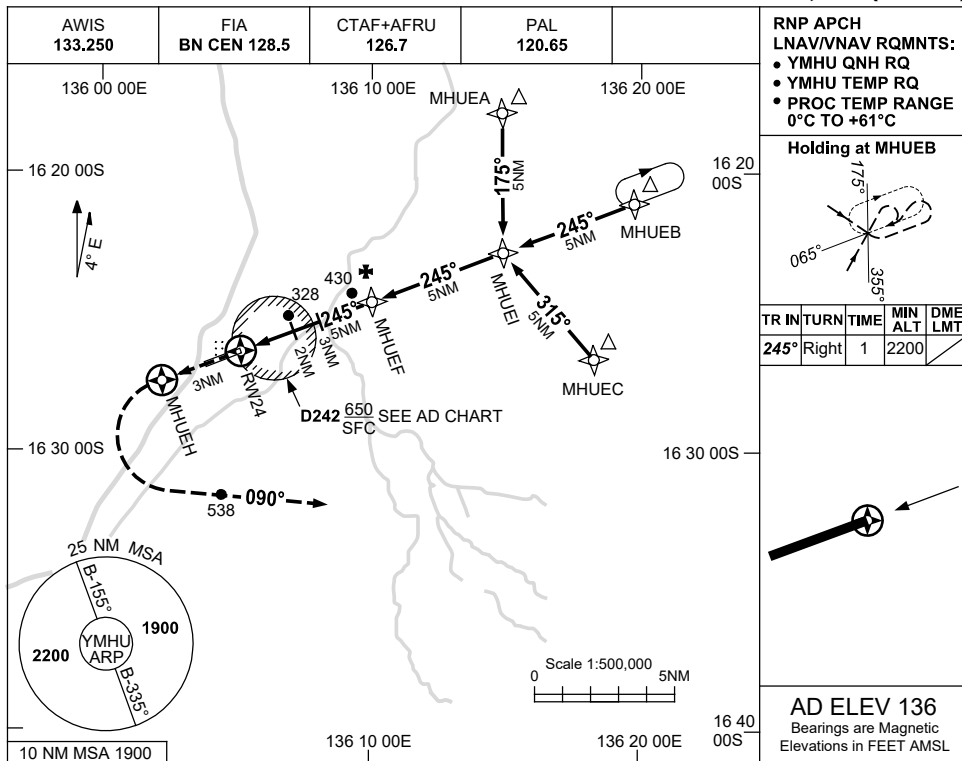 AWIS
133.250
FIA
BN CEN 128.5
CTAF+AFRU
126.7
PAL
120.65
RNP APCH
LNAV/VNAV RQMNTS:
• YMHU QNH RQ
• YMHU TEMP RQ
• PROC TEMP RANGE
0°C TO +61°C
136 00 00E
136 10 00E
136 20 00E
MHUEA
16 20 00S
16 20
00S
175°
5NM
4° E
MHUEB
245°
5NM
MHUEI
245°
5NM
430
328
MHUEF
245°
5NM
3NM
2NM
315°
5NM
MHUEC
RW24
3NM
MHUEH
D242 650
SFC
SEE AD CHART
16 30 00S
16 30 00S
090°
538
25 NM MSA
B-155°
1900
YMHU
ARP
2200
B-335°
10 NM MSA 1900
Scale 1:500,000
0
5NM
136 10 00E
136 20 00E
16 40
00S
Holding at MHUEB
175°
065°
355°
TR IN TURN TIME MIN
ALT DME
LMT
245° Right 1 2200
AD ELEV 136
Bearings are Magnetic
Elevations in FEET AMSL